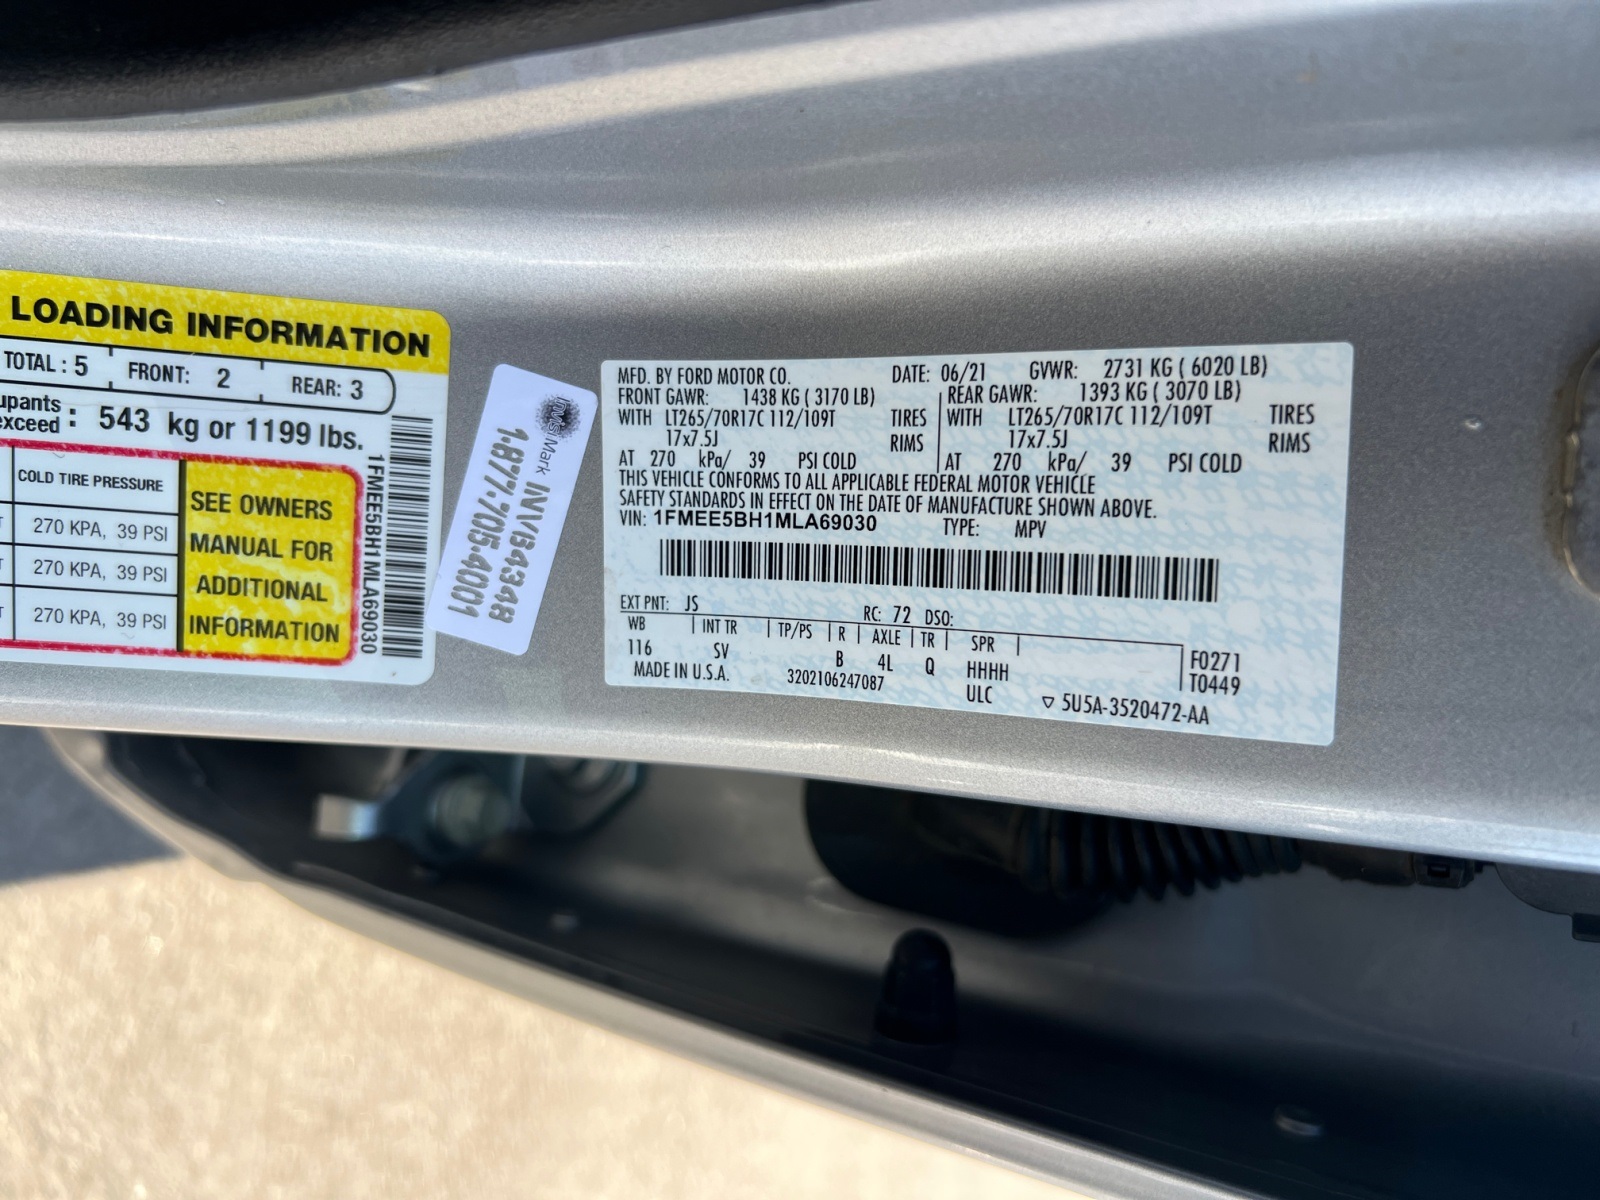 LOADING INFORMATION
TOTAL : 5 FRONT: 2 REAR: 3
upants
exceed : 543 kg or 1199 lbs.
COLD TIRE PRESSURE
270 KPA, 39 PSI
270 KPA, 39 PSI
270 KPA, 39 PSI
SEE OWNERS
MANUAL FOR
ADDITIONAL
INFORMATION
1FMEE5BH1MLA69030
InvisiMark INVB4348
1-877-705-4001
MFD. BY FORD MOTOR CO. DATE: 06/21 GVWR: 2731 KG ( 6020 LB)
FRONT GAWR: 1438 KG ( 3170 LB) REAR GAWR: 1393 KG ( 3070 LB)
WITH LT265/70R17C 112/109T TIRES WITH LT265/70R17C 112/109T TIRES
17x7.5J RIMS 17x7.5J RIMS
AT 270 kPa/ 39 PSI COLD AT 270 kPa/ 39 PSI COLD
THIS VEHICLE CONFORMS TO ALL APPLICABLE FEDERAL MOTOR VEHICLE
SAFETY STANDARDS IN EFFECT ON THE DATE OF MANUFACTURE SHOWN ABOVE.
VIN: 1FMEE5BH1MLA69030 TYPE: MPV
EXT PNT: JS RC: 72 DSO:
WB INT TR TP/PS R AXLE TR SPR
116 SV B 4L Q HHHH F0271
MADE IN U.S.A. 3202106247087 ULC T0449
5U5A-3520472-AA